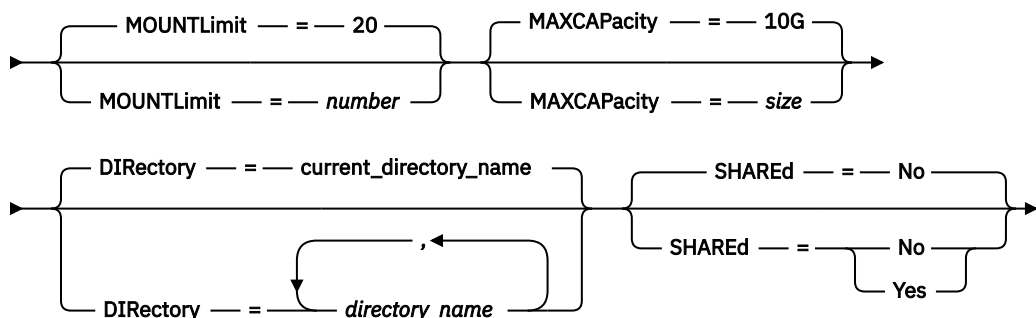 MOUNTLimit = 20
MAXCAPacity = 10G
MOUNTLimit = number
MAXCAPacity = size
DIRectory = current_directory_name
SHAREd = No
,
SHAREd = No
Yes
DIRectory = directory_name